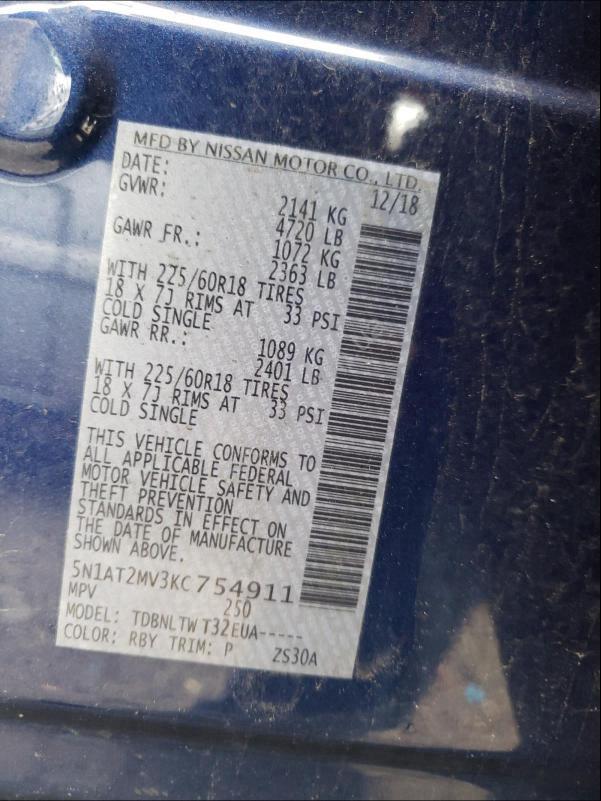 MFD BY NISSAN MOTOR CO., LTD.
DATE: 12/18
GVWR: 2141 KG
4720 LB
GAWR FR.: 1072 KG
2363 LB
WITH 225/60R18 TIRES
18 X 7J RIMS AT 33 PSI
COLD SINGLE
GAWR RR.: 1089 KG
2401 LB
WITH 225/60R18 TIRES
18 X 7J RIMS AT 33 PSI
COLD SINGLE
THIS VEHICLE CONFORMS TO
ALL APPLICABLE FEDERAL
MOTOR VEHICLE SAFETY AND
THEFT PREVENTION
STANDARDS IN EFFECT ON
THE DATE OF MANUFACTURE
SHOWN ABOVE.
5N1AT2MV3KC754911
MPV 250
MODEL: TDBNLTW T32EUA-----
COLOR: RBY TRIM: P ZS30A